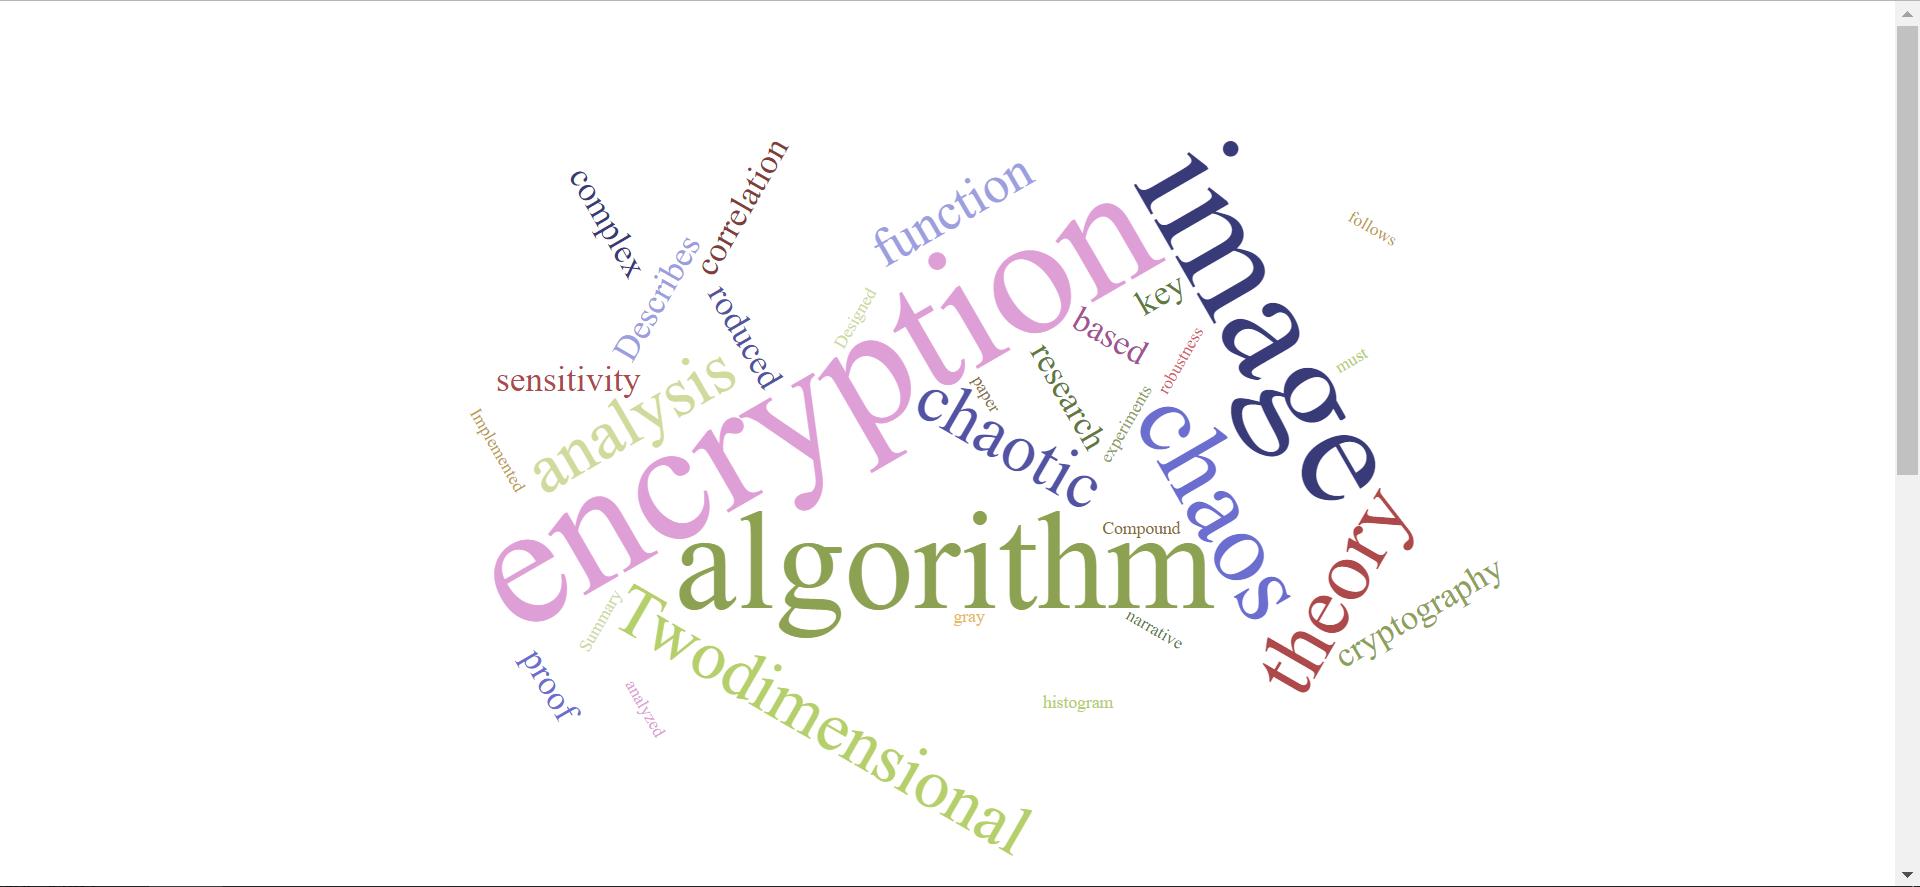 complex
correlation
function
image
follows
Describes
roduced
Designed
encryption
key
based
robustness
must
sensitivity
analysis
research
paper
chaotic
experiments
chaos
Implemented
theory
Compound
algorithm
cryptography
Summary
Twodimensional
gray
narrative
proof
analyzed
histogram